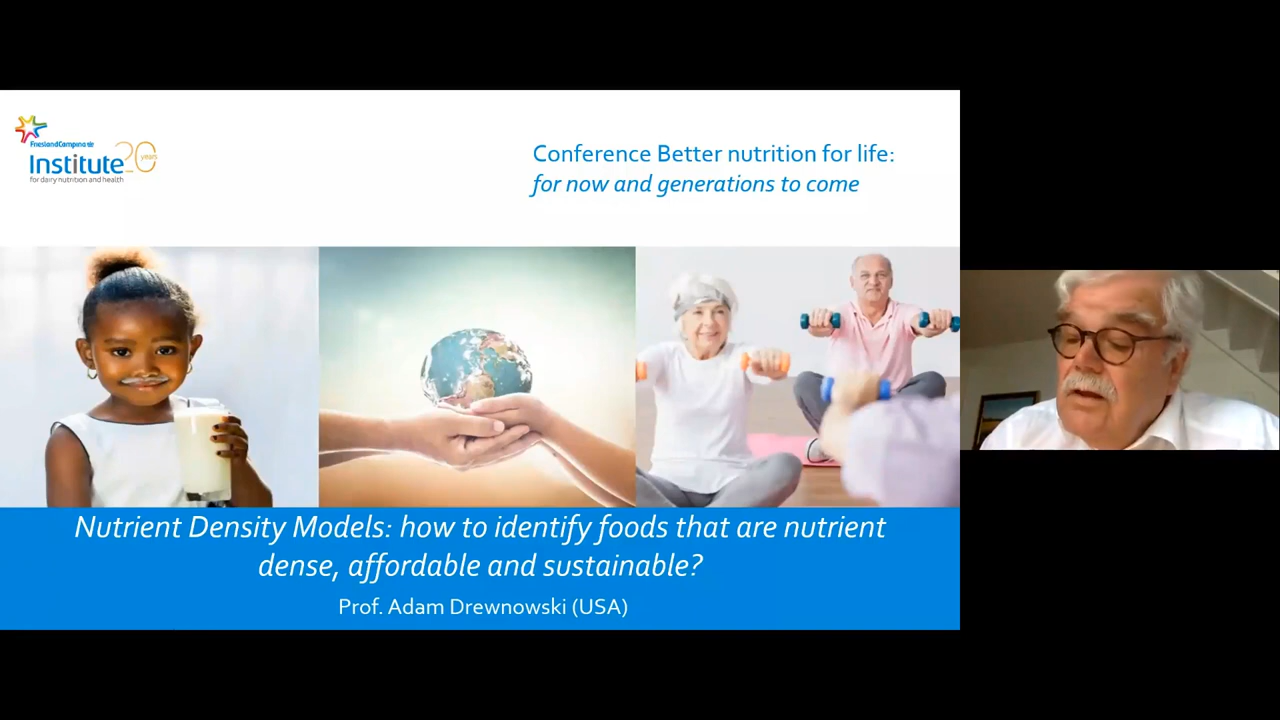 FrieslandCampina
Institute
20 years
for dairy nutrition and health
Conference Better nutrition for life:
for now and generations to come
Nutrient Density Models: how to identify foods that are nutrient
dense, affordable and sustainable?
Prof. Adam Drewnowski (USA)